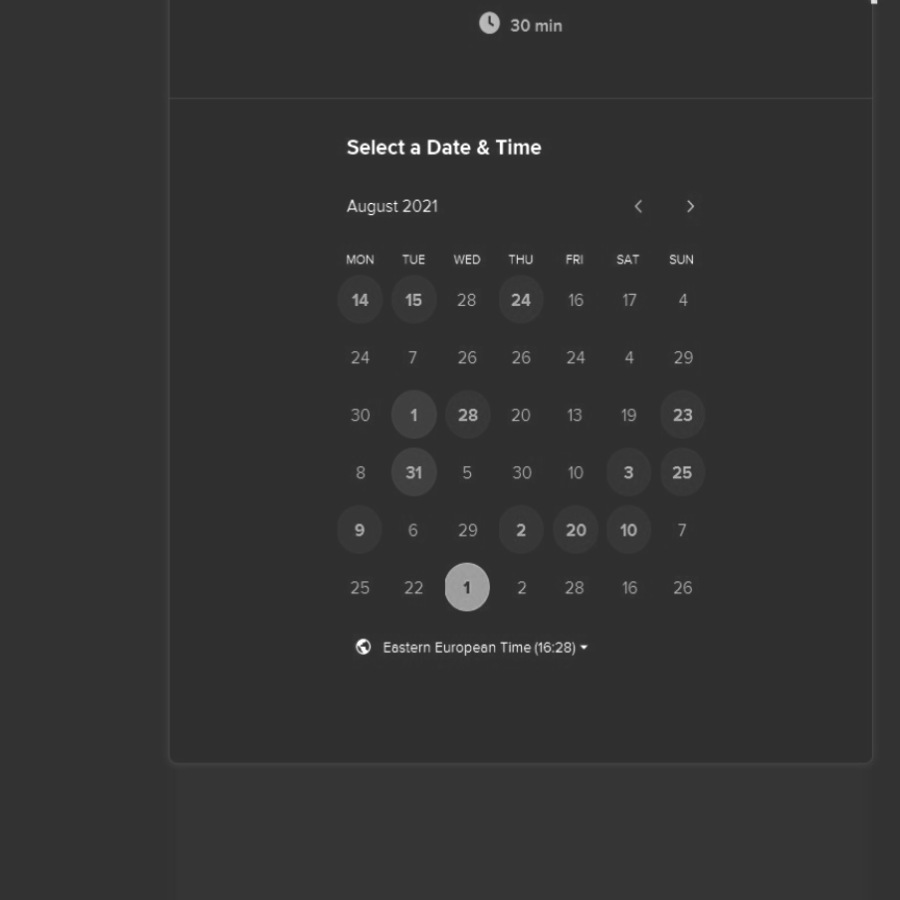 30 min
Select a Date & Time
August 2021
MON TUE WED THU FRI SAT SUN
14 15 28 24 16 17 4
24 7 26 26 24 4 29
30 1 28 20 13 19 23
8 31 5 30 10 3 25
9 6 29 2 20 10 7
25 22 1 2 28 16 26
Eastern European Time (16:28)